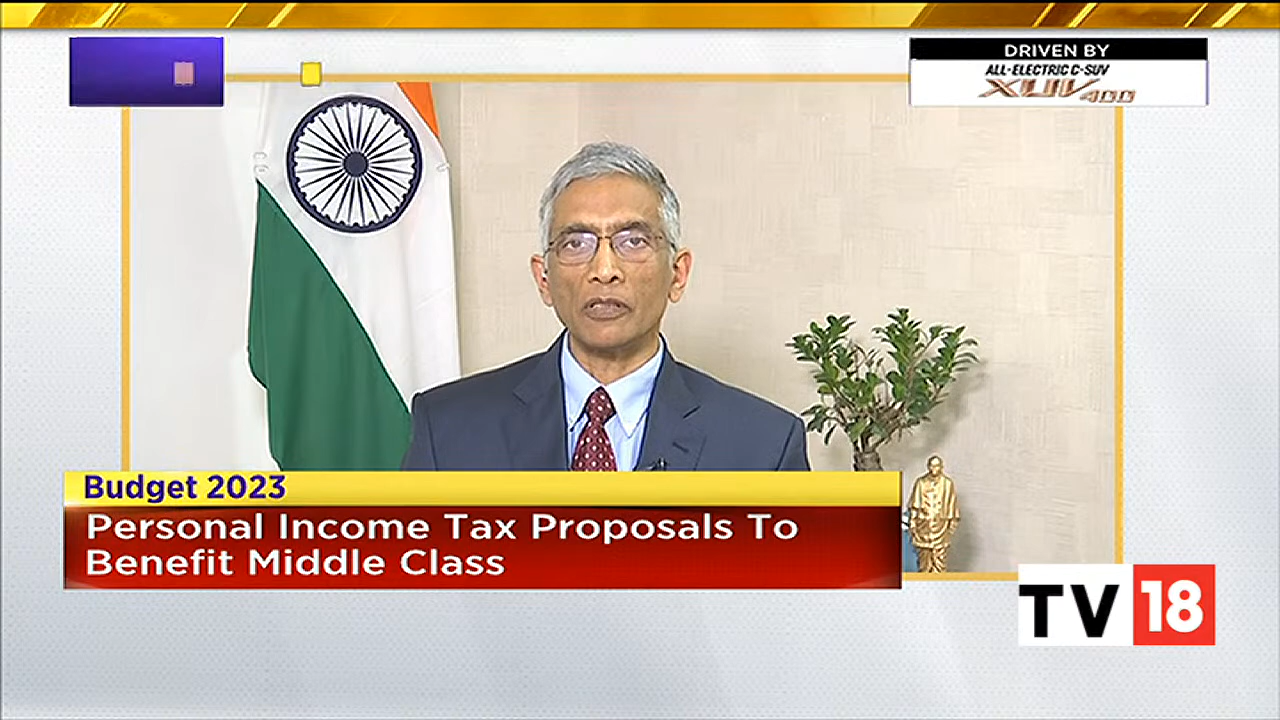 DRIVEN BY
ALL-ELECTRIC C-SUV
XUV400
Budget 2023
Personal Income Tax Proposals To
Benefit Middle Class
TV18